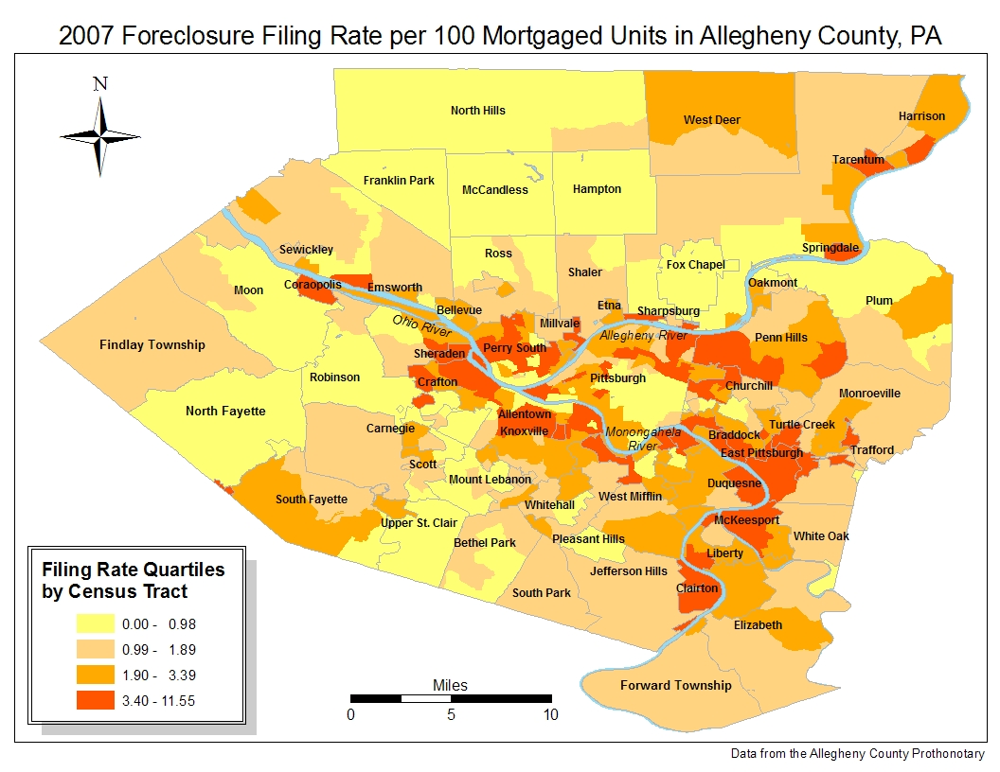 2007 Foreclosure Filing Rate per 100 Mortgaged Units in Allegheny County, PA
N
North Hills
West Deer
Harrison
Tarentum
Franklin Park
McCandless
Hampton
Sewickley
Ross
Shaler
Fox Chapel
Springdale
Moon
Coraopolis
Emsworth
Bellevue
Etna
Sharpsburg
Oakmont
Plum
Ohio River
Millvale
Allegheny River
Penn Hills
Findlay Township
Sheraden
Perry South
Robinson
Crafton
Pittsburgh
Churchill
Monroeville
North Fayette
Carnegie
Allentown
Knoxville
Monongahela
River
Braddock
Turtle Creek
East Pittsburgh
Trafford
Scott
Mount Lebanon
Duquesne
South Fayette
Whitehall
West Mifflin
Upper St. Clair
McKeesport
White Oak
Bethel Park
Pleasant Hills
Liberty
Jefferson Hills
Clairton
South Park
Elizabeth
Forward Township
Filing Rate Quartiles
by Census Tract
0.00 - 0.98
0.99 - 1.89
1.90 - 3.39
3.40 - 11.55
Miles
0 5 10
Data from the Allegheny County Prothonotary